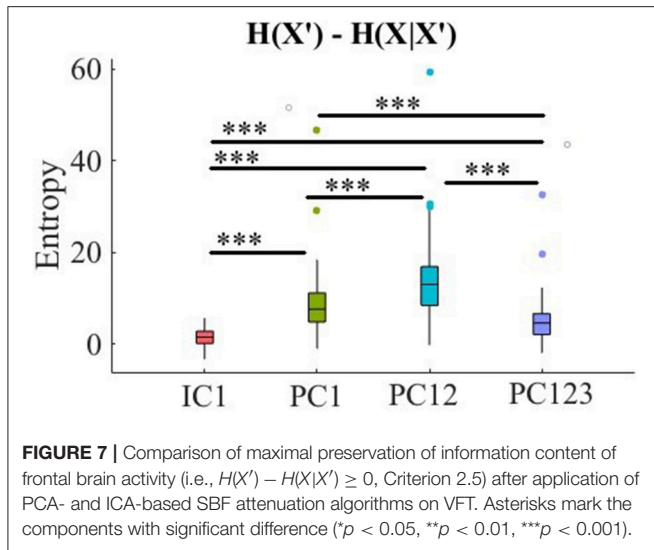 H(X') - H(X|X')
60
40
20
0
Entropy
***
***
***
***
***
***
IC1 PC1 PC12 PC123
FIGURE 7 | Comparison of maximal preservation of information content of
frontal brain activity (i.e., H(X′) − H(X|X′) ≥ 0, Criterion 2.5) after application of
PCA- and ICA-based SBF attenuation algorithms on VFT. Asterisks mark the
components with significant difference (*p < 0.05, **p < 0.01, ***p < 0.001).